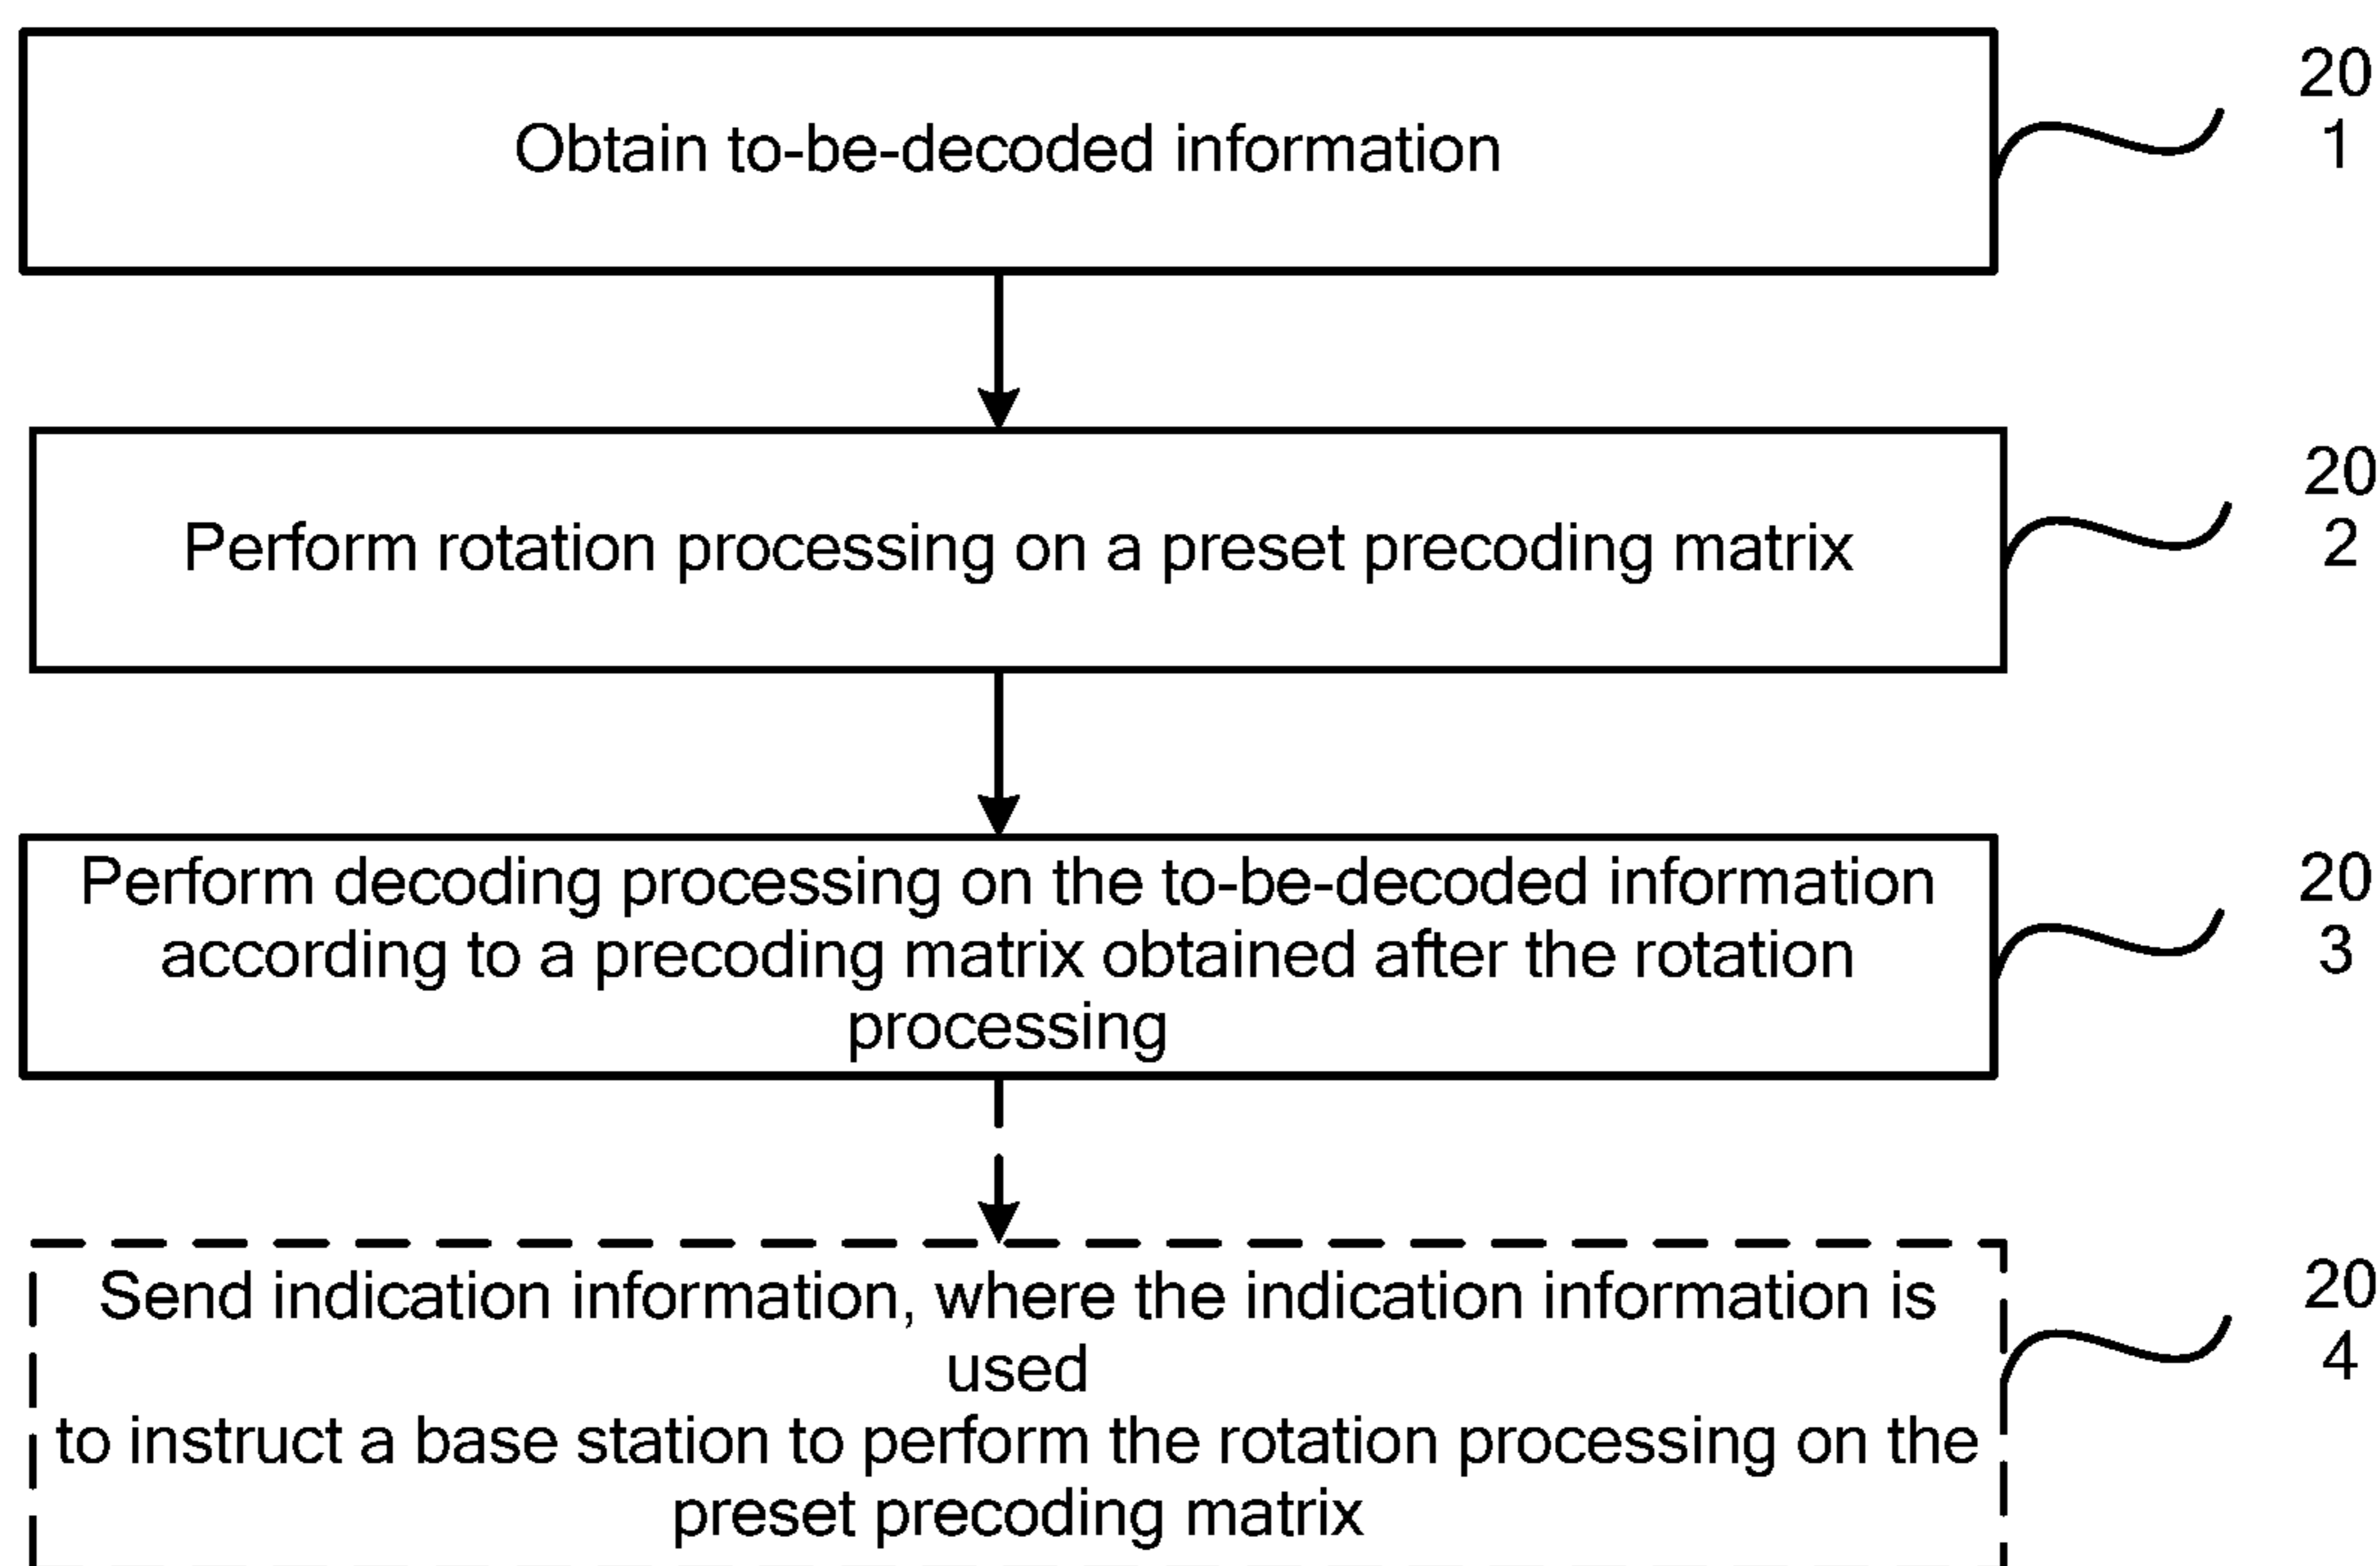 Obtain to-be-decoded information
20
1
Perform rotation processing on a preset precoding matrix
20
2
Perform decoding processing on the to-be-decoded information
according to a precoding matrix obtained after the rotation
processing
20
3
Send indication information, where the indication information is
used
to instruct a base station to perform the rotation processing on the
preset precoding matrix
20
4